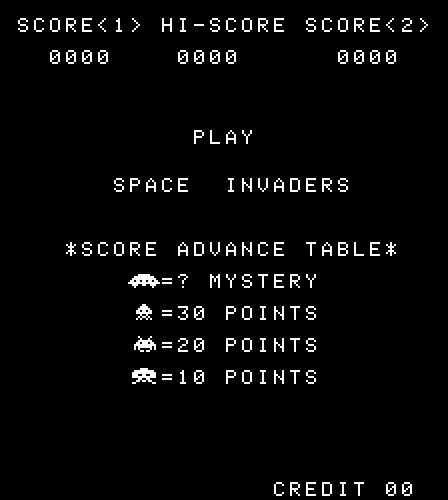 SCORE<1> HI-SCORE SCORE<2>
0000 0000 0000
PLAY
SPACE INVADERS
*SCORE ADVANCE TABLE*
=? MYSTERY
=30 POINTS
=20 POINTS
=10 POINTS
CREDIT 00